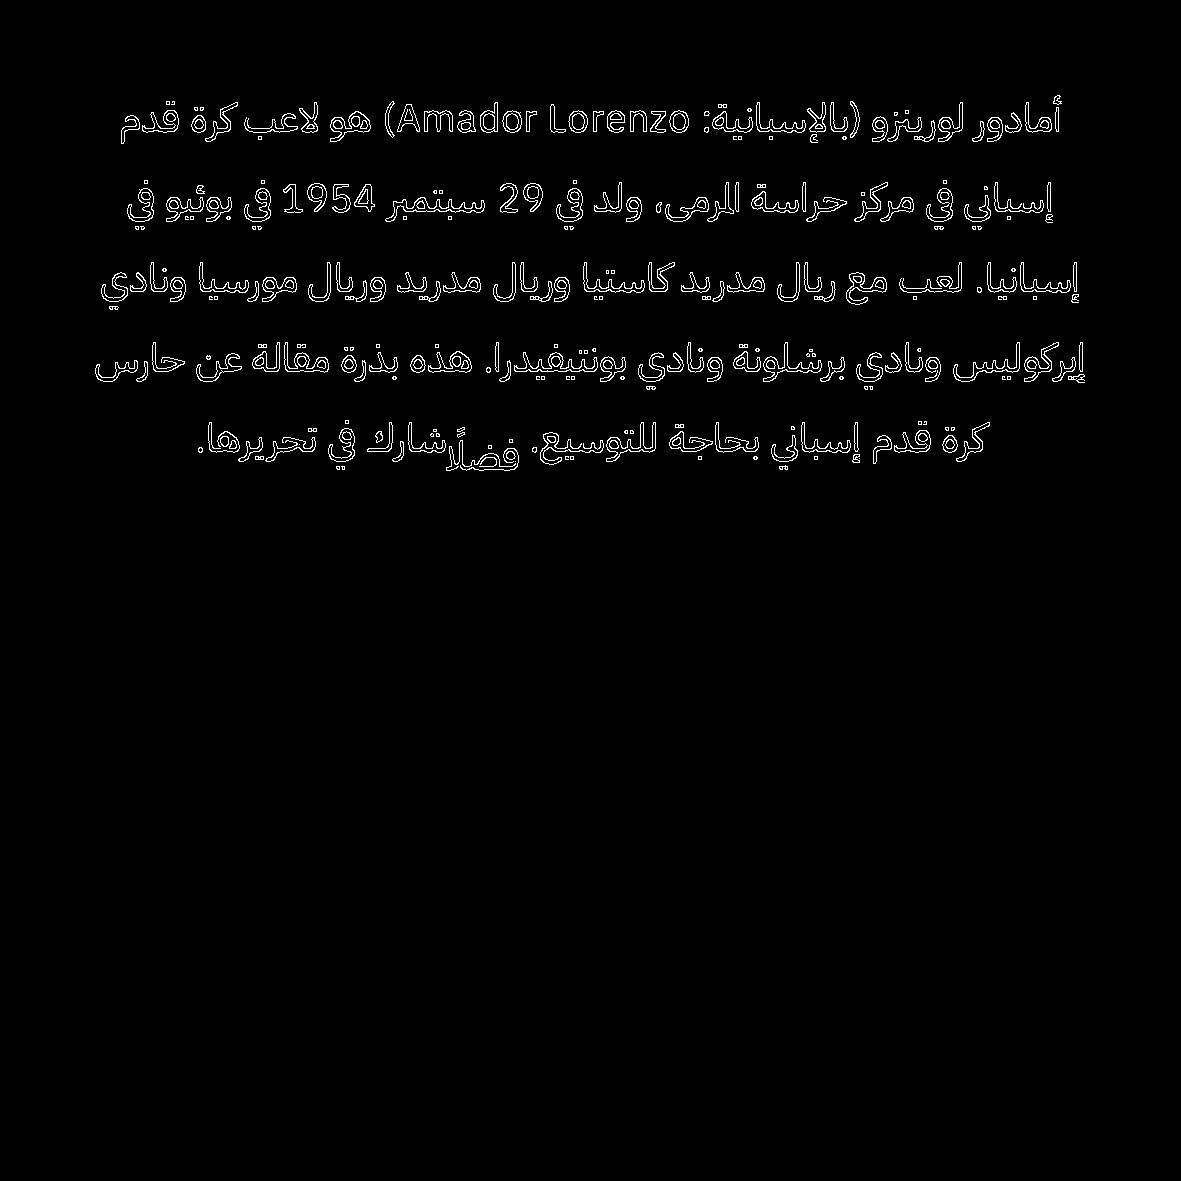 أمادور لورينزو (بالإسبانية: Amador Lorenzo) هو لاعب كرة قدم
إسباني في مركز حراسة المرمى، ولد في 29 سبتمبر 1954 في بوئيو في
إسبانيا. لعب مع ريال مدريد كاستيا وريال مدريد وريال مورسيا ونادي
إيركوليس ونادي برشلونة ونادي بونتيفيدرا. هذه بذرة مقالة عن حارس
كرة قدم إسباني بحاجة للتوسيع. فضلًا شارك في تحريرها.